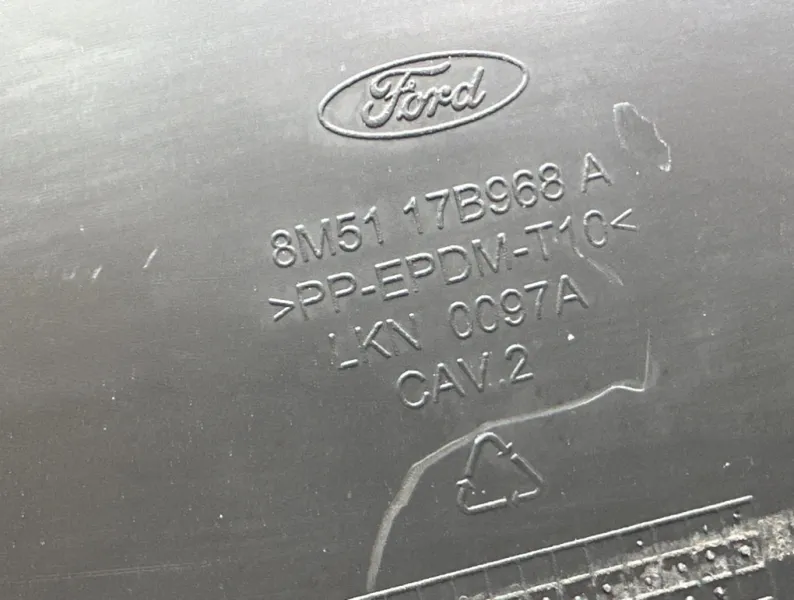 Ford
8M51 17B968 A
>PP-EPDM-T10<
LKN 0097A
CAV.2